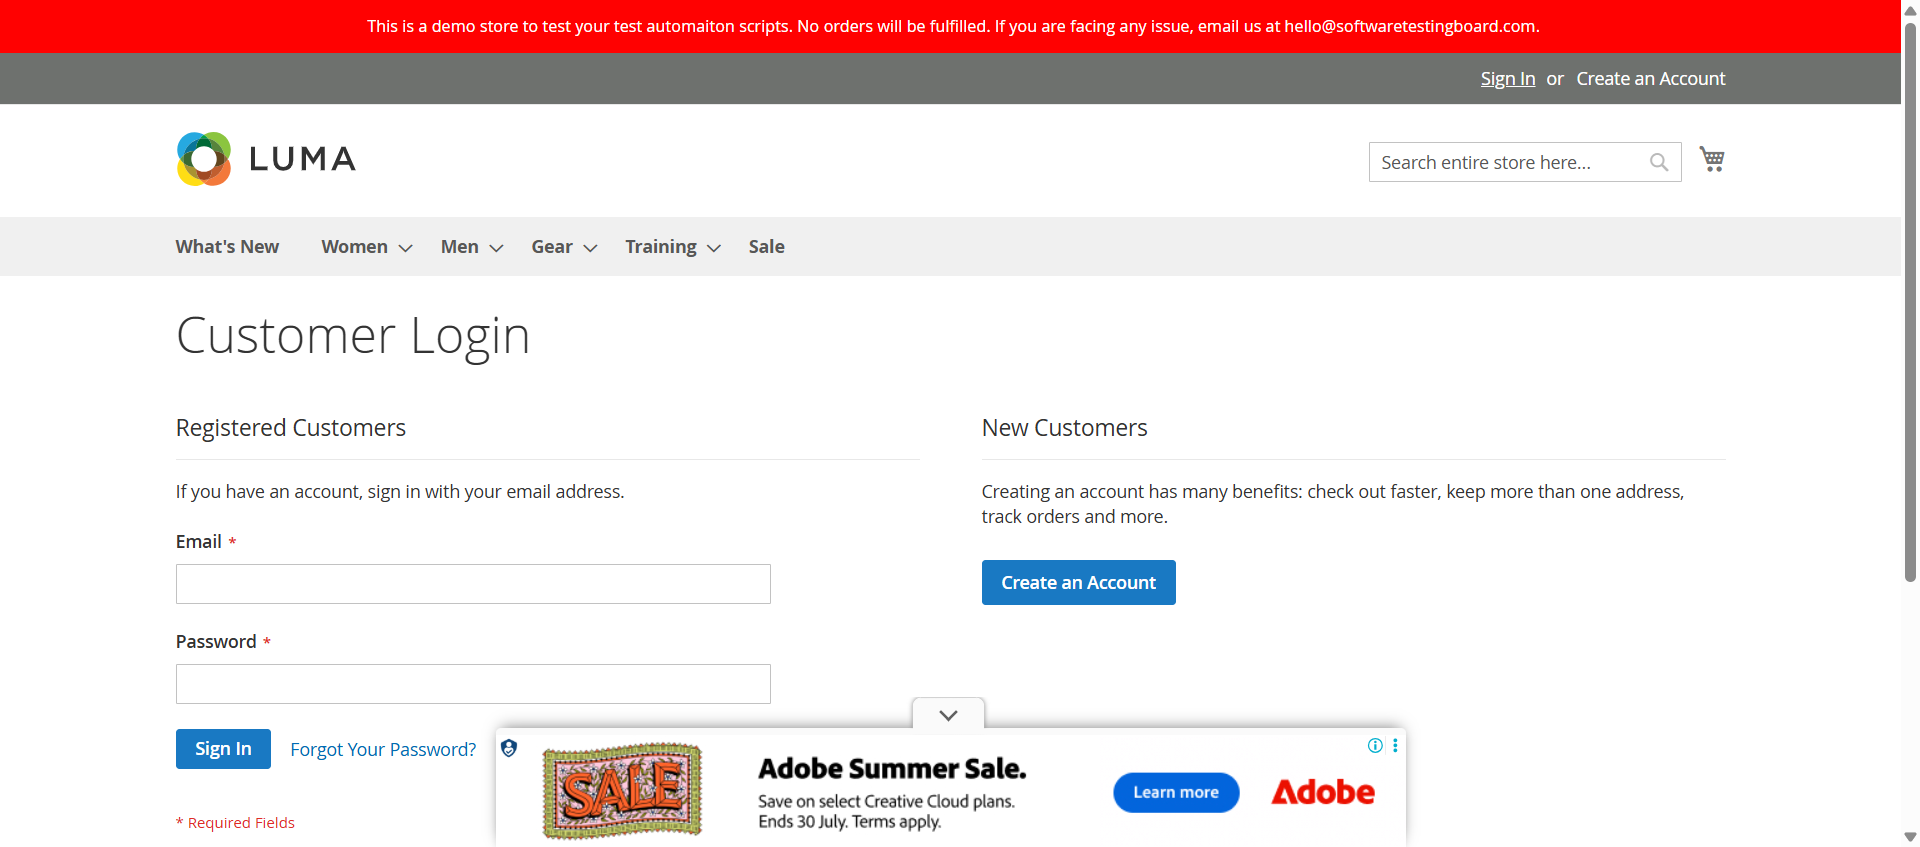 This is a demo store to test your test automaiton scripts. No orders will be fulfilled. If you are facing any issue, email us at hello@softwaretestingboard.com.
Sign In or Create an Account
LUMA
Search entire store here...
What's New Women Men Gear Training Sale
Customer Login
Registered Customers
If you have an account, sign in with your email address.
Email *
Password *
Sign In Forgot Your Password?
* Required Fields
New Customers
Creating an account has many benefits: check out faster, keep more than one address,
track orders and more.
Create an Account
SALE
Adobe Summer Sale.
Save on select Creative Cloud plans.
Ends 30 July. Terms apply.
Learn more
Adobe